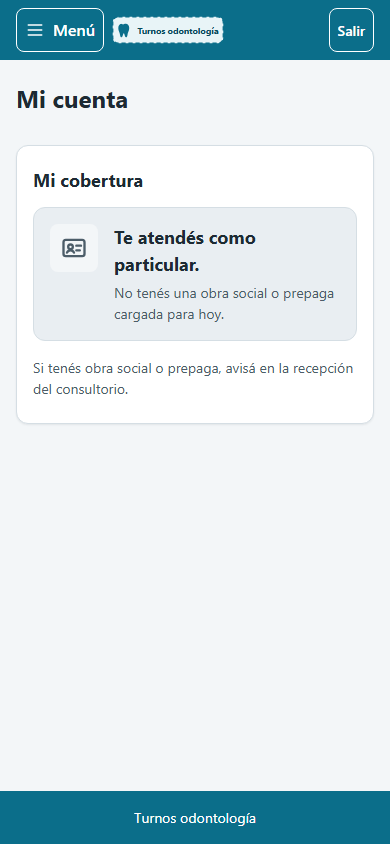 Menú
Turnos odontología
Salir
Mi cuenta
Mi cobertura
Te atendés como
particular.
No tenés una obra social o prepaga
cargada para hoy.
Si tenés obra social o prepaga, avisá en la recepción
del consultorio.
Turnos odontología